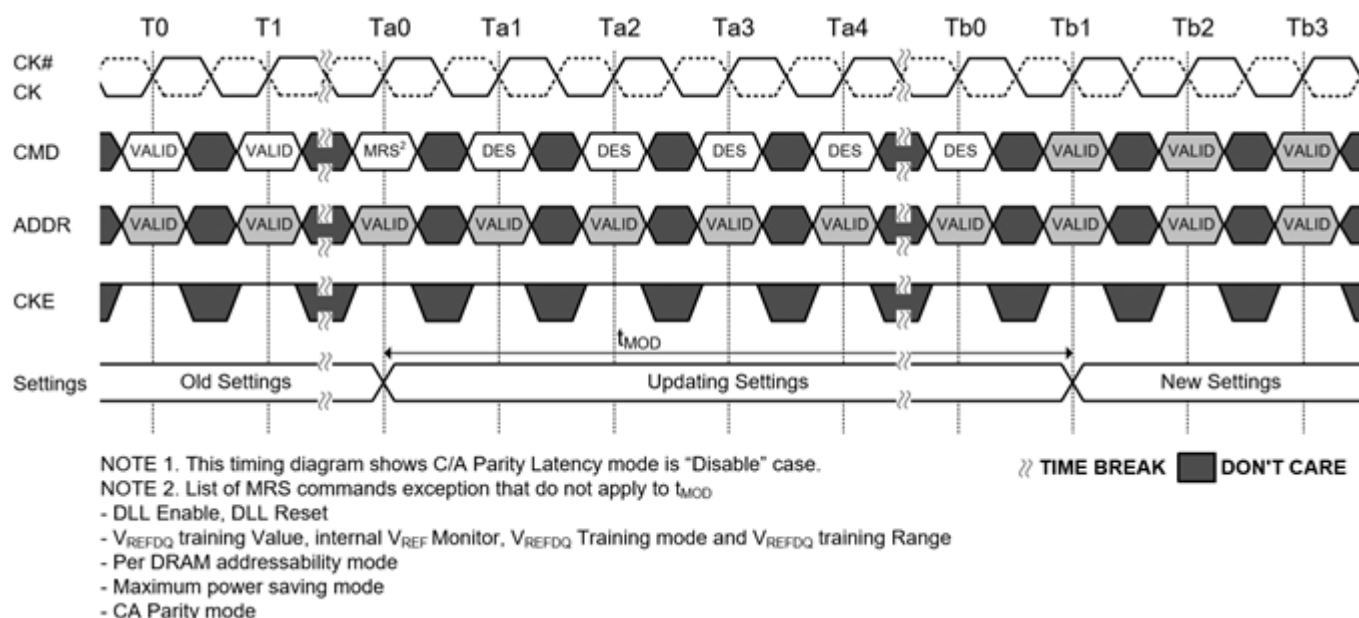 T0 T1 Ta0 Ta1 Ta2 Ta3 Ta4 Tb0 Tb1 Tb2 Tb3
CK#
CK
CMD VALID VALID MRS² DES DES DES DES DES VALID VALID VALID
ADDR VALID VALID VALID VALID VALID VALID VALID VALID VALID VALID VALID
CKE
tMOD
Settings Old Settings Updating Settings New Settings
NOTE 1. This timing diagram shows C/A Parity Latency mode is “Disable” case.
TIME BREAK DON'T CARE
NOTE 2. List of MRS commands exception that do not apply to tMOD
- DLL Enable, DLL Reset
- VREFDQ training Value, internal VREF Monitor, VREFDQ Training mode and VREFDQ training Range
- Per DRAM addressability mode
- Maximum power saving mode
- CA Parity mode